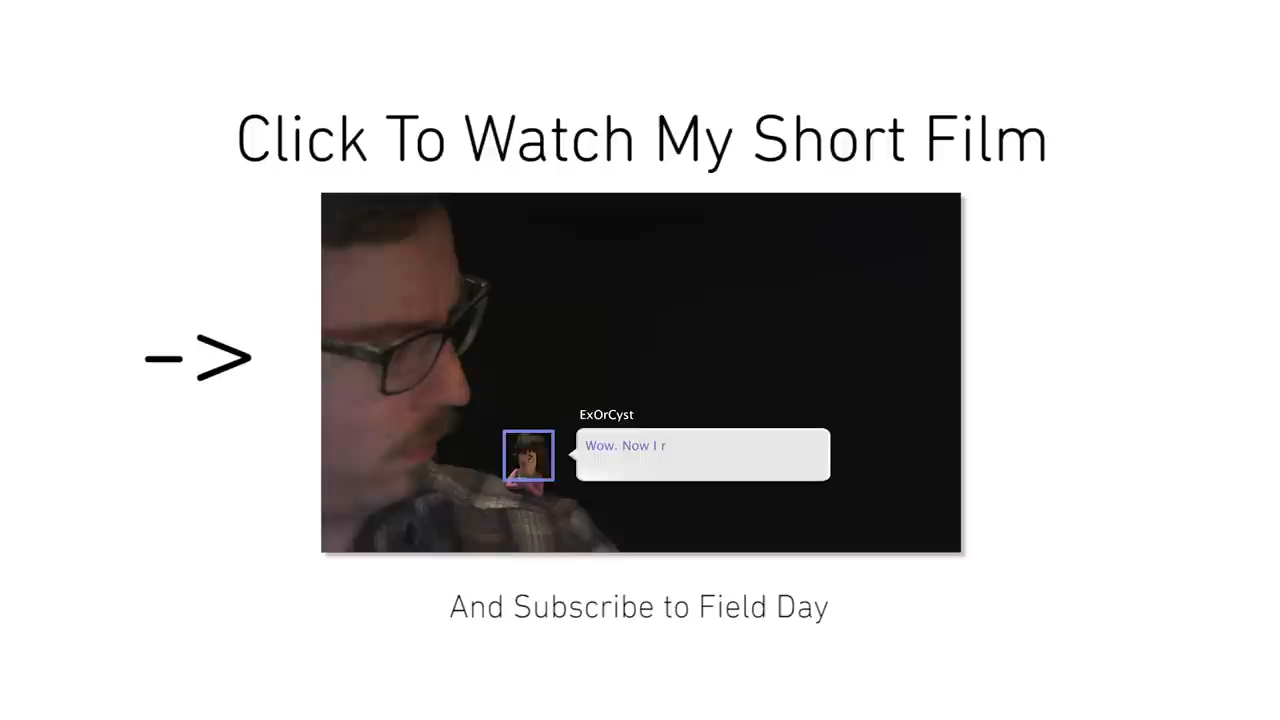 Click To Watch My Short Film
->
ExOrCyst
Wow. Now I r
And Subscribe to Field Day